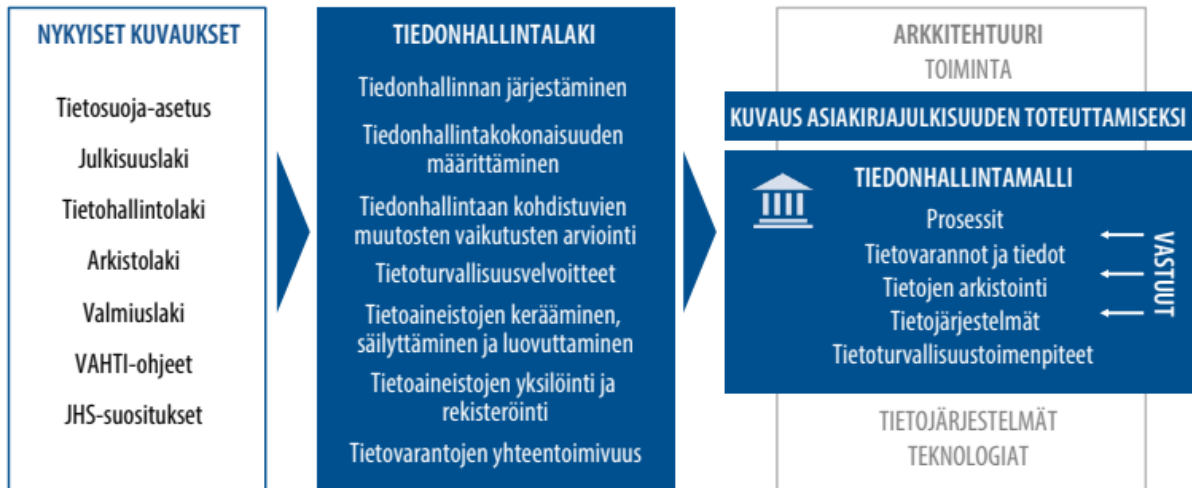 NYKYISET KUVAUKSET
Tietosuoja-asetus
Julkisuuslaki
Tietohallintolaki
Arkistolaki
Valmiuslaki
VAHTI-ohjeet
JHS-suositukset
TIEDONHALLINTALAKI
Tiedonhallinnan järjestäminen
Tiedonhallintakokonaisuuden
määrittäminen
Tiedonhallintaan kohdistuvien
muutosten vaikutusten arviointi
Tietoturvallisuusvelvoitteet
Tietoaineistojen kerääminen,
säilyttäminen ja luovuttaminen
Tietoaineistojen yksilöinti ja
rekisteröinti
Tietovarantojen yhteentoimivuus
ARKKITEHTUURI
TOIMINTA
KUVAUS ASIAKIRJAJULKISUUDEN TOTEUTTAMISEKSI
TIEDONHALLINTAMALLI
Prosessit
Tietovarannot ja tiedot
Tietojen arkistointi
Tietojärjestelmät
Tietoturvallisuustoimenpiteet
VASTUUT
TIETOJÄRJESTELMÄT
TEKNOLOGIAT